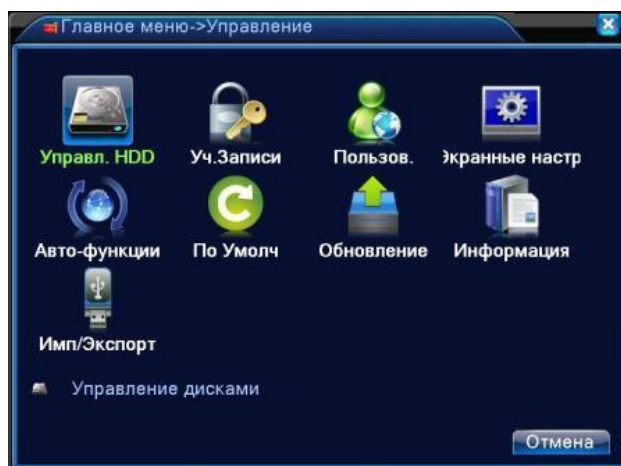 Главное меню->Управление
Управл. HDD Уч.Записи Пользов. Экранные настр
Авто-функции По Умолч Обновление Информация
Имп/Экспорт
Управление дисками
Отмена